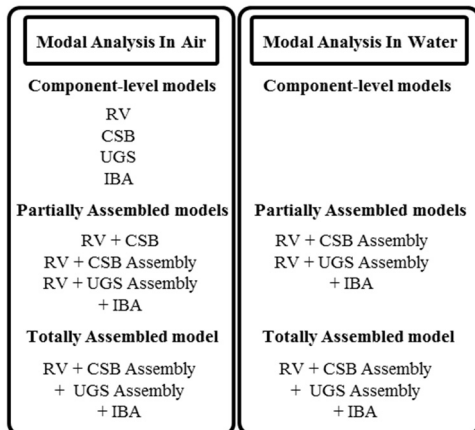 Modal Analysis In Air
Component-level models
RV
CSB
UGS
IBA
Partially Assembled models
RV + CSB
RV + CSB Assembly
RV + UGS Assembly
+ IBA
Totally Assembled model
RV + CSB Assembly
+ UGS Assembly
+ IBA
Modal Analysis In Water
Component-level models
Partially Assembled models
RV + CSB Assembly
RV + UGS Assembly
+ IBA
Totally Assembled model
RV + CSB Assembly
+ UGS Assembly
+ IBA